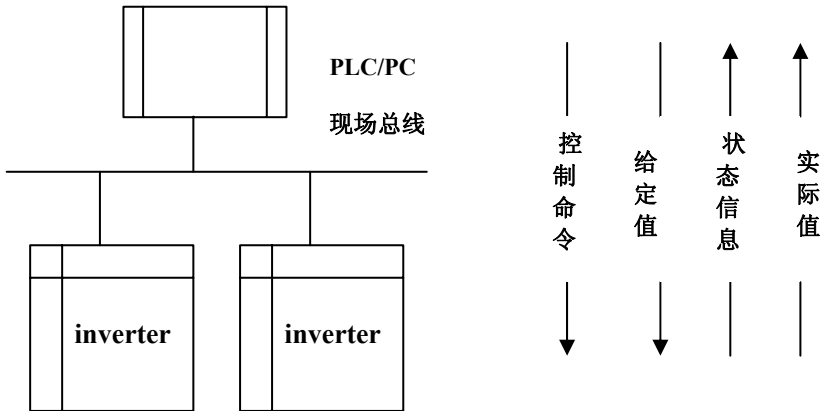 PLC/PC
现场总线
inverter
inverter
控制命令
给定值
状态信息
实际值